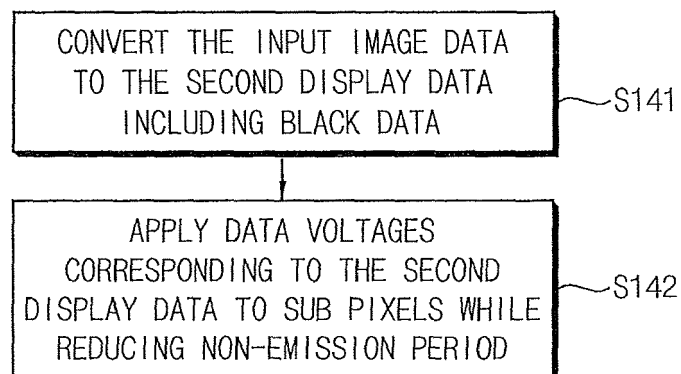 CONVERT THE INPUT IMAGE DATA
TO THE SECOND DISPLAY DATA
INCLUDING BLACK DATA
S141
APPLY DATA VOLTAGES
CORRESPONDING TO THE SECOND
DISPLAY DATA TO SUB PIXELS WHILE
REDUCING NON-EMISSION PERIOD
S142